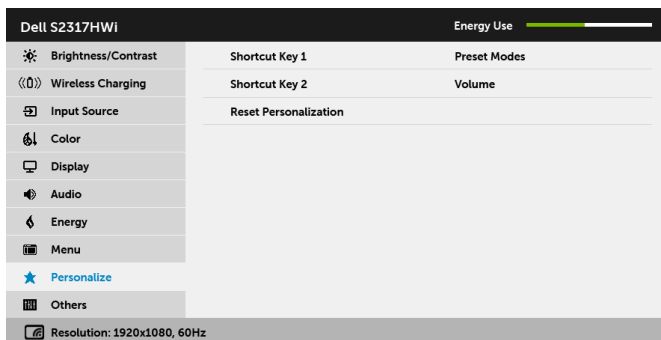 Dell S2317HWi Energy Use
Brightness/Contrast Shortcut Key 1 Preset Modes
Wireless Charging Shortcut Key 2 Volume
Input Source Reset Personalization
Color
Display
Audio
Energy
Menu
Personalize
Others
Resolution: 1920x1080, 60Hz